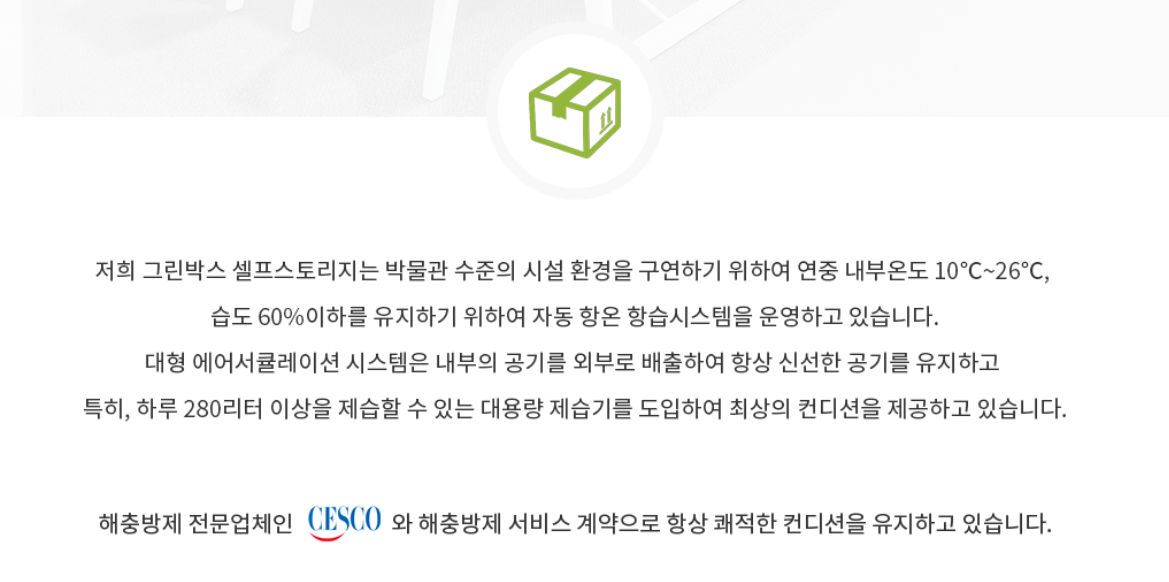 저희 그린박스 셀프스토리지는 박물관 수준의 시설 환경을 구연하기 위하여 연중 내부온도 10℃~26℃,
습도 60%이하를 유지하기 위하여 자동 항온 항습시스템을 운영하고 있습니다.
대형 에어서큘레이션 시스템은 내부의 공기를 외부로 배출하여 항상 신선한 공기를 유지하고
특히, 하루 280리터 이상을 제습할 수 있는 대용량 제습기를 도입하여 최상의 컨디션을 제공하고 있습니다.
해충방제 전문업체인 CESCO 와 해충방제 서비스 계약으로 항상 쾌적한 컨디션을 유지하고 있습니다.